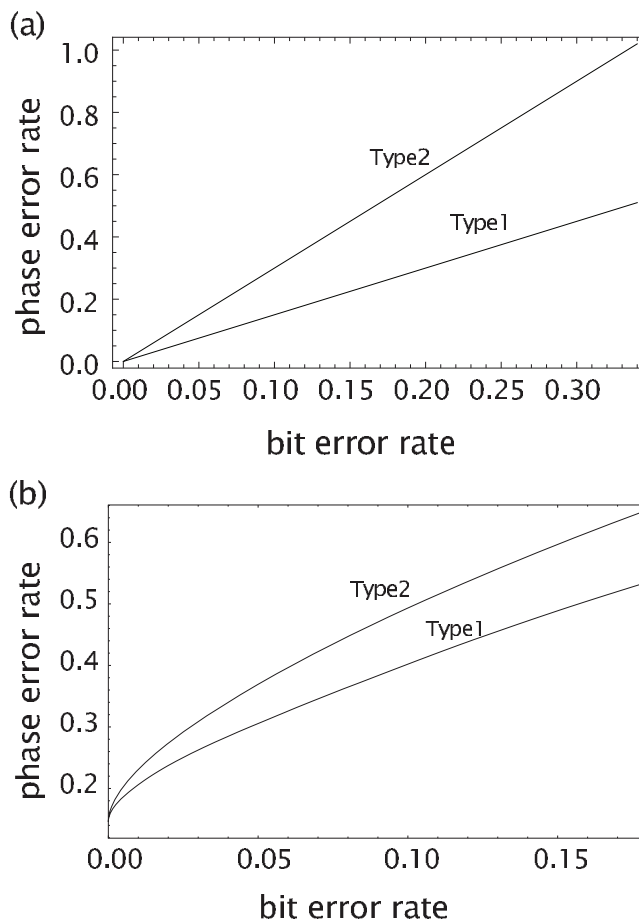 (a)
phase error rate
1.0
0.8
0.6
0.4
0.2
0.0
Type2
Type1
0.00 0.05 0.10 0.15 0.20 0.25 0.30
bit error rate
(b)
phase error rate
0.6
0.5
0.4
0.3
0.2
Type2
Type1
0.00 0.05 0.10 0.15
bit error rate